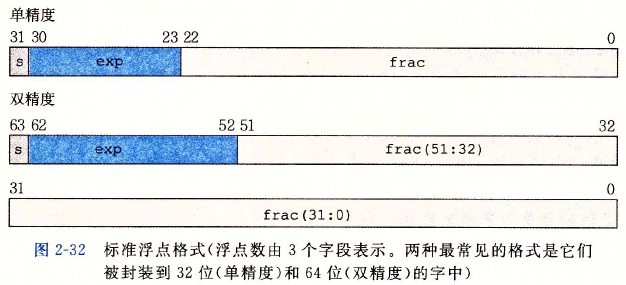 单精度
31 30 23 22 0
s exp frac
双精度
63 62 52 51 32
s exp frac(51:32)
31 0
frac(31:0)
图 2-32 标准浮点格式(浮点数由 3 个字段表示。两种最常见的格式是它们
被封装到 32 位(单精度)和 64 位(双精度)的字中)